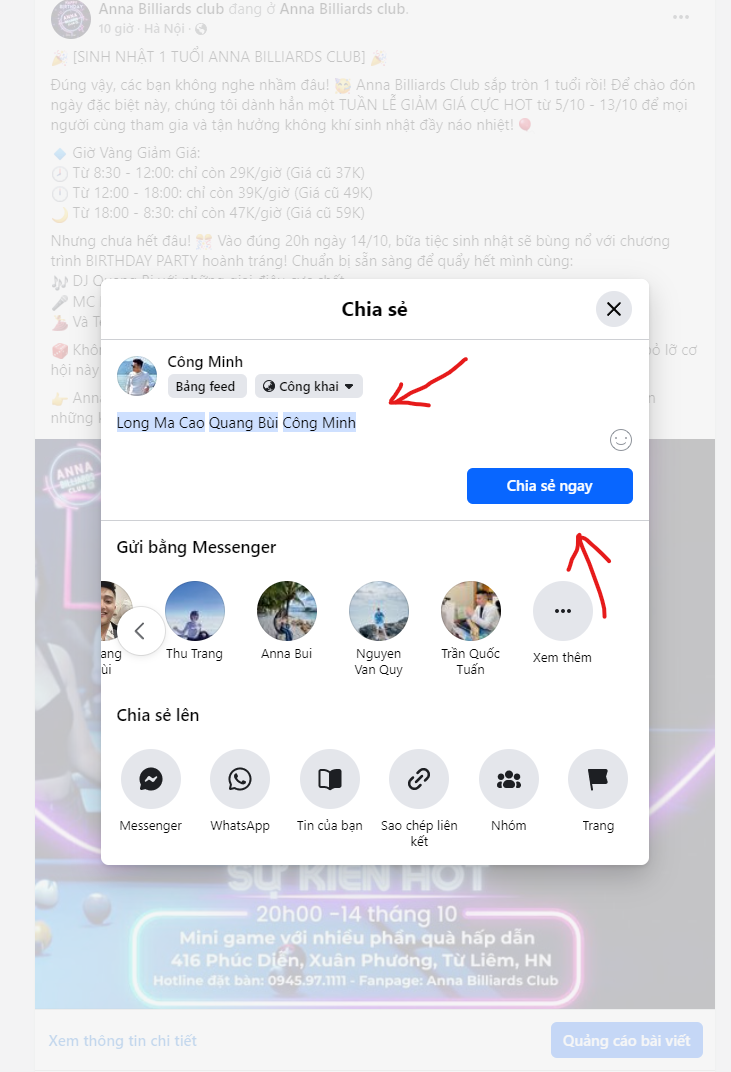 Anna Billiards club đang ở Anna Billiards club.
10 giờ · Hà Nội ·
🎉 [SINH NHẬT 1 TUỔI ANNA BILLIARDS CLUB] 🎉
Đúng vậy, các bạn không nghe nhầm đâu! 🥳 Anna Billiards Club sắp tròn 1 tuổi rồi! Để chào đón
ngày đặc biệt này, chúng tôi dành hẳn một TUẦN LỄ GIẢM GIÁ CỰC HOT từ 5/10 - 13/10 để mọi
người cùng tham gia và tận hưởng không khí sinh nhật đầy náo nhiệt! 🎈
🔹 Giờ Vàng Giảm Giá:
🕗 Từ 8:30 - 12:00: chỉ còn 29K/giờ (Giá cũ 37K)
🕛 Từ 12:00 - 18:00: chỉ còn 39K/giờ (Giá cũ 49K)
🌙 Từ 18:00 - 8:30: chỉ còn 47K/giờ (Giá cũ 59K)
Nhưng chưa hết đâu! 🎊 Vào đúng 20h ngày 14/10, bữa tiệc sinh nhật sẽ bùng nổ với chương
trình BIRTHDAY PARTY hoành tráng! Chuẩn bị sẵn sàng để quẩy hết mình cùng:
🎶 DJ Quang Bi với những giai điệu cực chất
🎤 MC
💃 Và
🎁 Khôn
bỏ lỡ cơ
hội này
👉 Anna
những
Chia sẻ
Công Minh
Bảng feed
Công khai
Long Ma Cao Quang Bùi Công Minh
Chia sẻ ngay
Gửi bằng Messenger
ang
ùi
Thu Trang
Anna Bui
Nguyen
Van Quy
Trần Quốc
Tuấn
Xem thêm
Chia sẻ lên
Messenger
WhatsApp
Tin của bạn
Sao chép liên
kết
Nhóm
Trang
ANNA
BILLIARDS CLUB
SỰ KIỆN HOT
20h00 -14 tháng 10
Mini game với nhiều phần quà hấp dẫn
416 Phúc Diễn, Xuân Phương, Từ Liêm, HN
Hotline đặt bàn: 0945.97.1111 - Fanpage: Anna Billiards Club
Xem thông tin chi tiết
Quảng cáo bài viết